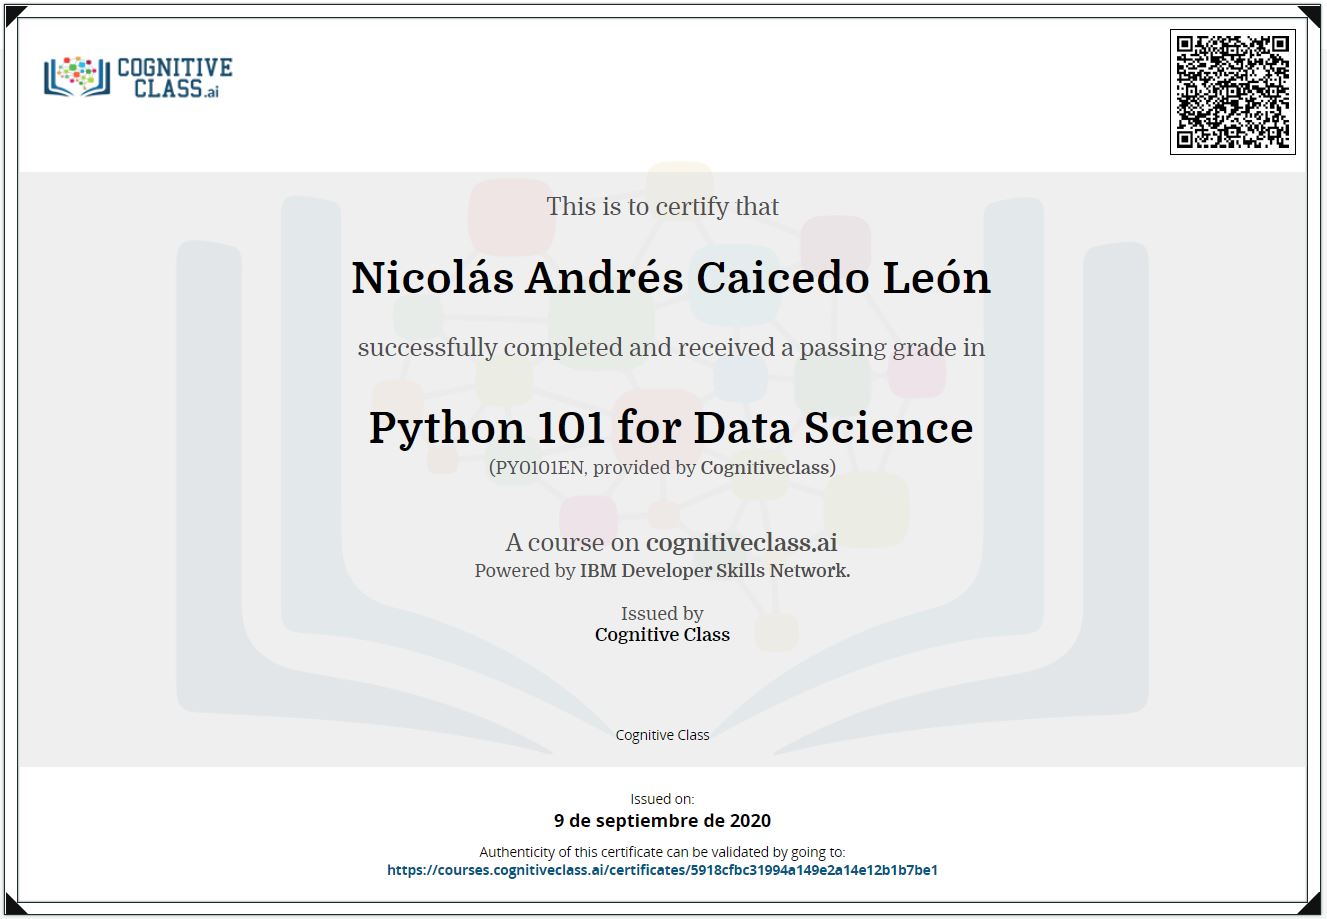 COGNITIVE
CLASS.ai
This is to certify that
Nicolás Andrés Caicedo León
successfully completed and received a passing grade in
Python 101 for Data Science
(PY0101EN, provided by Cognitiveclass)
A course on cognitiveclass.ai
Powered by IBM Developer Skills Network.
Issued by
Cognitive Class
Cognitive Class
Issued on:
9 de septiembre de 2020
Authenticity of this certificate can be validated by going to:
https://courses.cognitiveclass.ai/certificates/5918cfbc31994a149e2a14e12b1b7be1